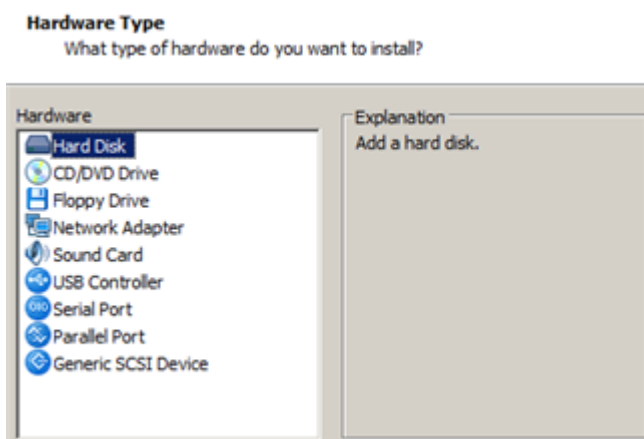 Hardware Type
What type of hardware do you want to install?
Hardware
Explanation
Hard Disk
Add a hard disk.
CD/DVD Drive
Floppy Drive
Network Adapter
Sound Card
USB Controller
Serial Port
Parallel Port
Generic SCSI Device